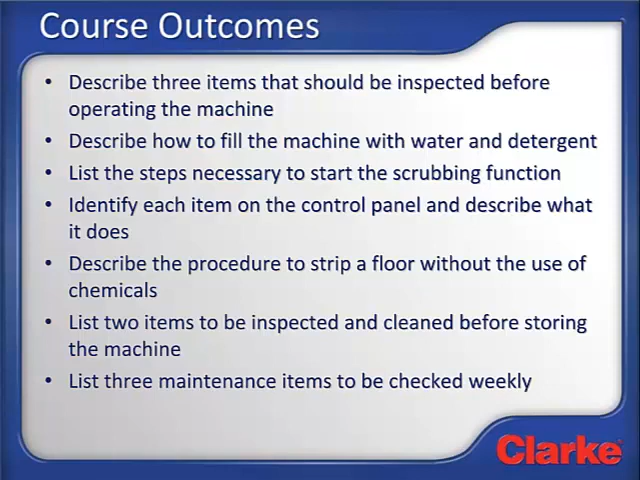 Course Outcomes
• Describe three items that should be inspected before
operating the machine
• Describe how to fill the machine with water and detergent
• List the steps necessary to start the scrubbing function
• Identify each item on the control panel and describe what
it does
• Describe the procedure to strip a floor without the use of
chemicals
• List two items to be inspected and cleaned before storing
the machine
• List three maintenance items to be checked weekly
Clarke®